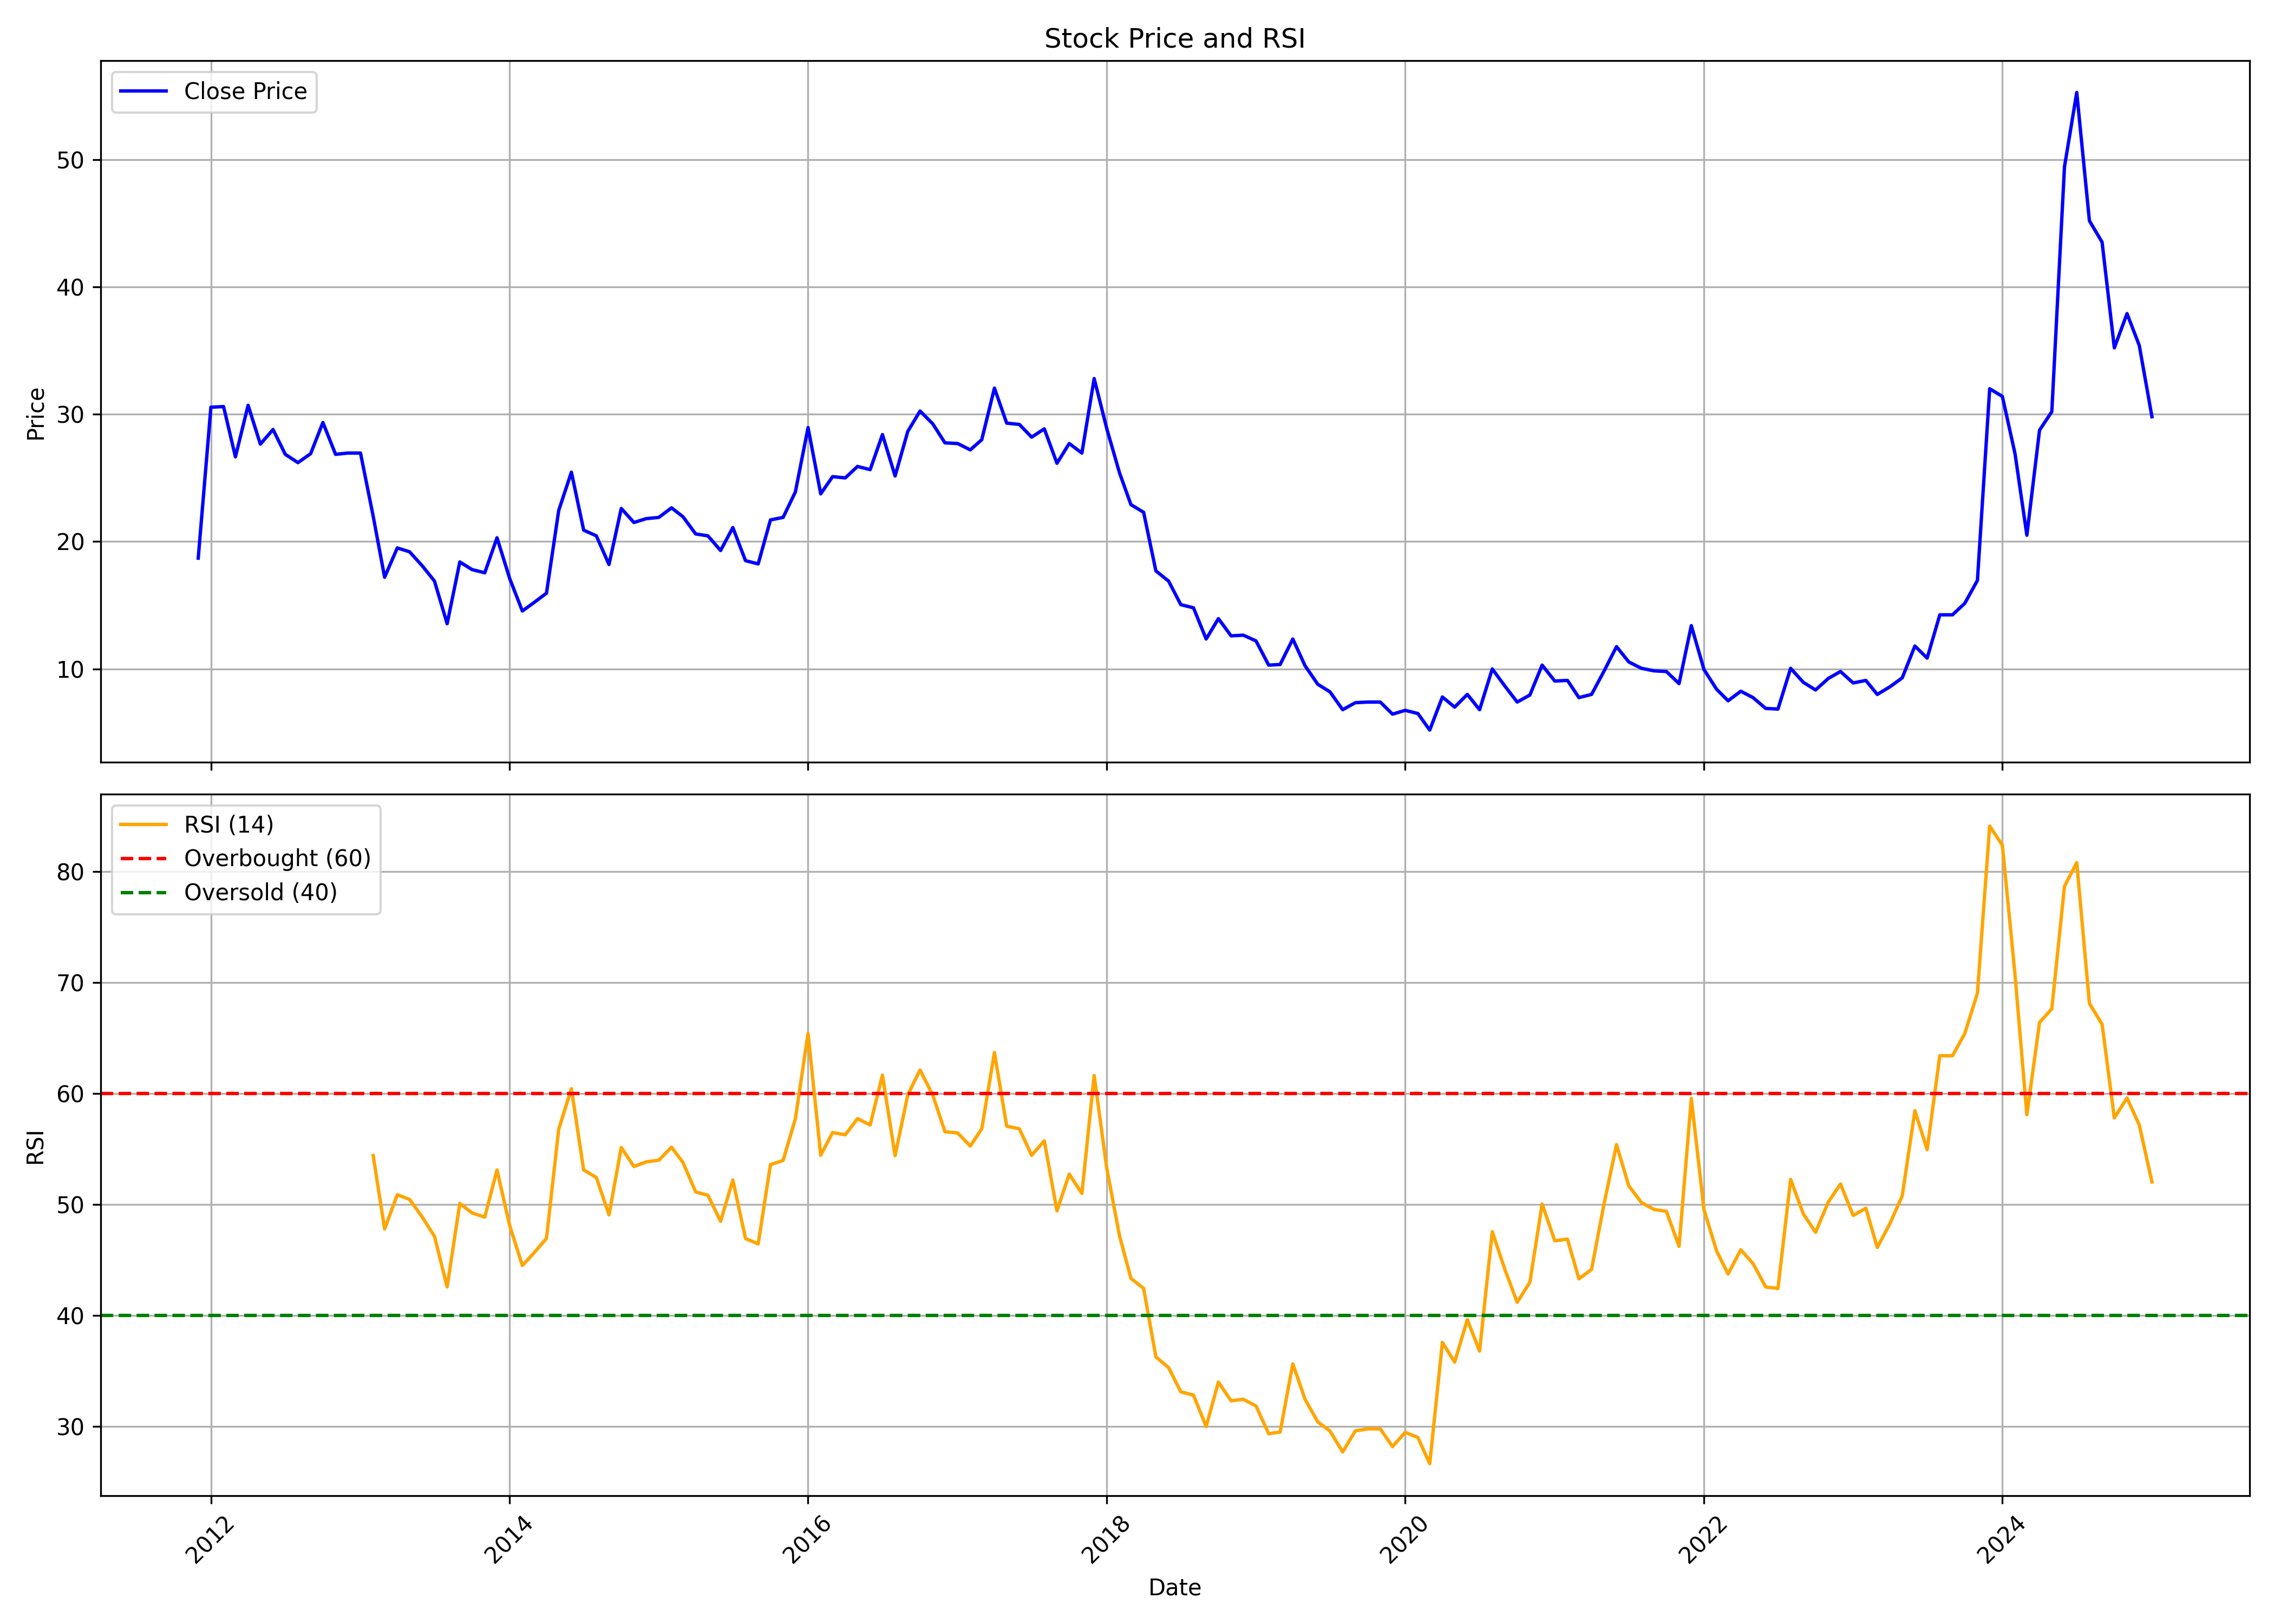 Stock Price and RSI
Close Price
Price
50
40
30
20
10
RSI (14)
Overbought (60)
Oversold (40)
RSI
80
70
60
50
40
30
2012
2014
2016
2018
2020
2022
2024
Date